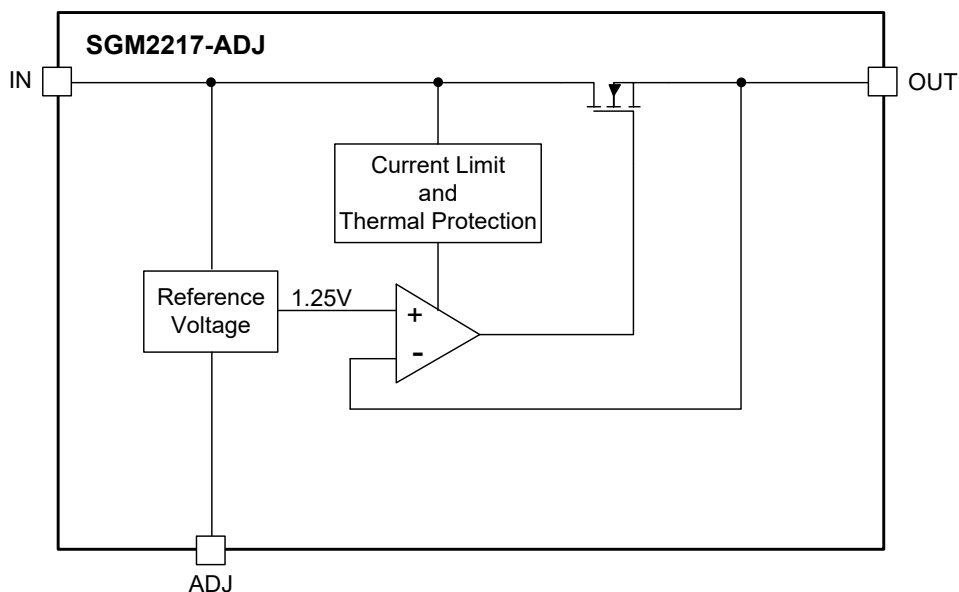 SGM2217-ADJ
IN
OUT
Current Limit
and
Thermal Protection
Reference
Voltage
1.25V
+
-
ADJ